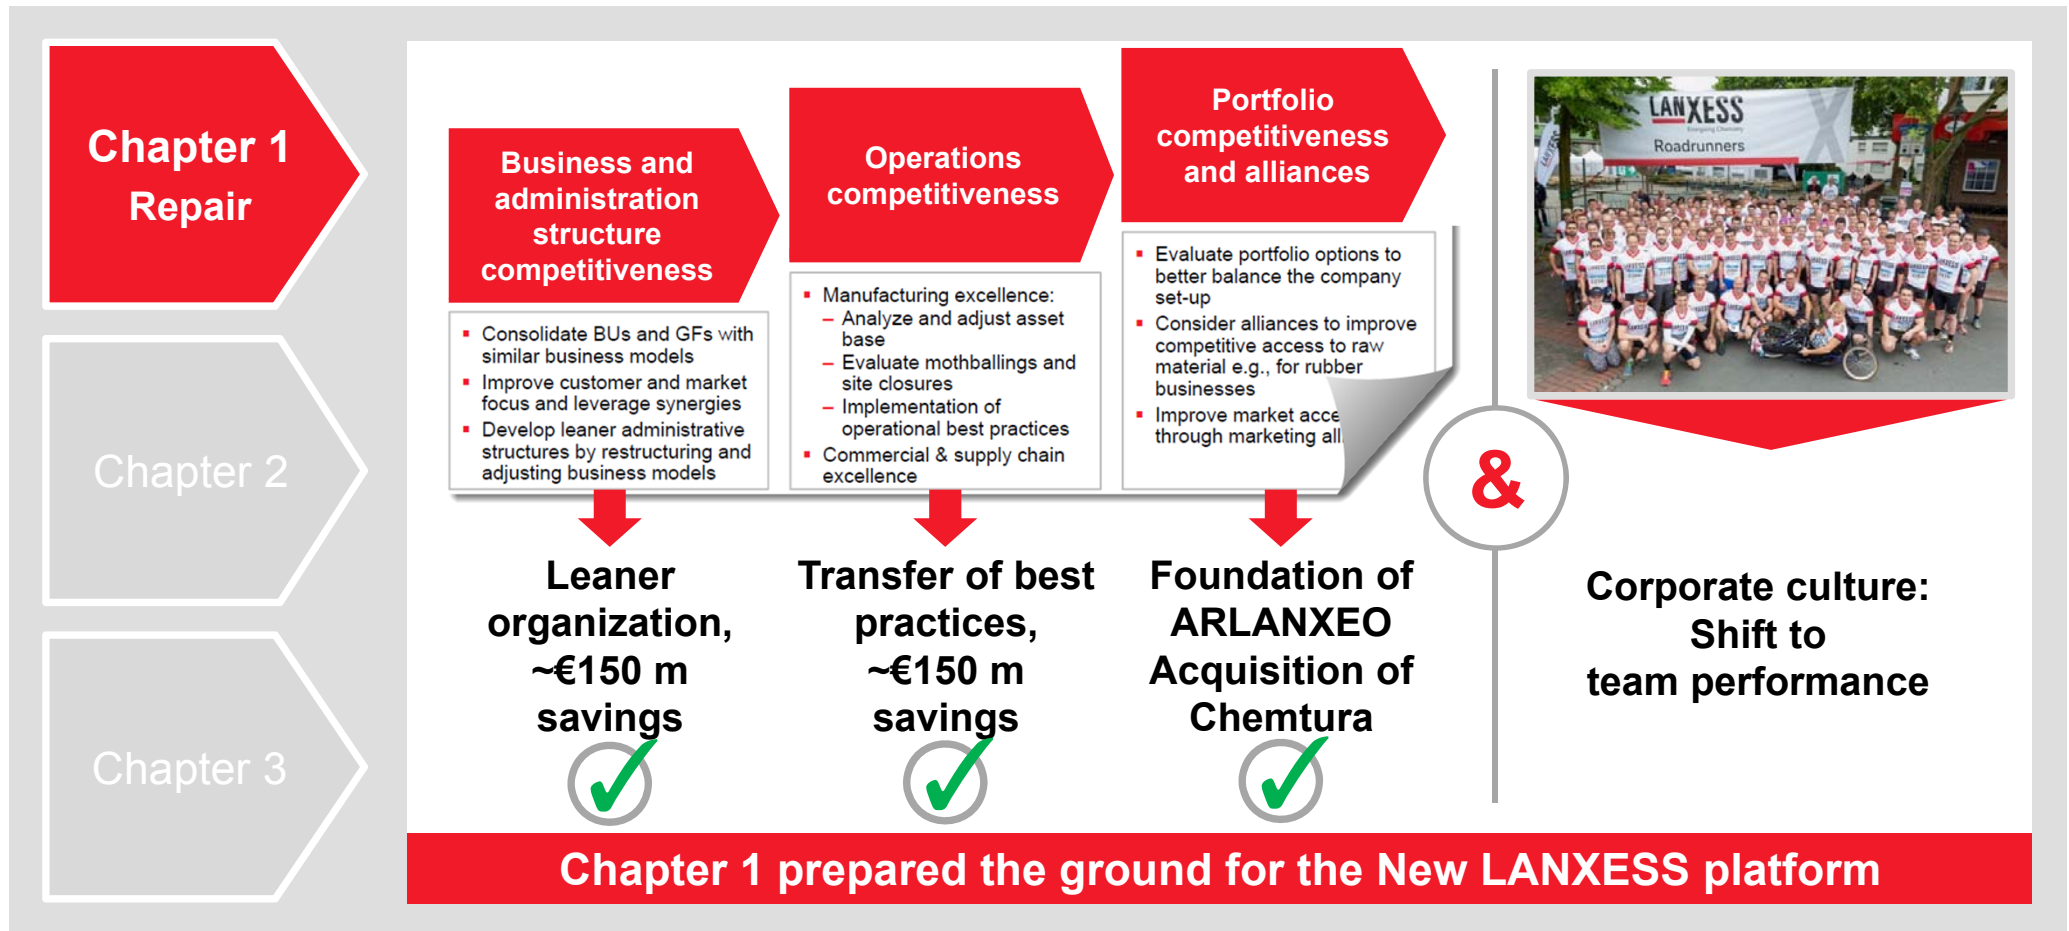 Chapter 1
Repair
Chapter 2
Chapter 3
Business and
administration
structure
competitiveness
▪ Consolidate BUs and GFs with
similar business models
▪ Improve customer and market
focus and leverage synergies
▪ Develop leaner administrative
structures by restructuring and
adjusting business models
Leaner
organization,
~€150 m
savings
Operations
competitiveness
▪ Manufacturing excellence:
– Analyze and adjust asset
base
– Evaluate mothballings and
site closures
– Implementation of
operational best practices
▪ Commercial & supply chain
excellence
Transfer of best
practices,
~€150 m
savings
Portfolio
competitiveness
and alliances
▪ Evaluate portfolio options to
better balance the company
set-up
▪ Consider alliances to improve
competitive access to raw
material e.g., for rubber
businesses
▪ Improve market acce
through marketing all
Foundation of
ARLANXEO
Acquisition of
Chemtura
&
LANXESS
Energizing Chemistry
Roadrunners
Corporate culture:
Shift to
team performance
Chapter 1 prepared the ground for the New LANXESS platform